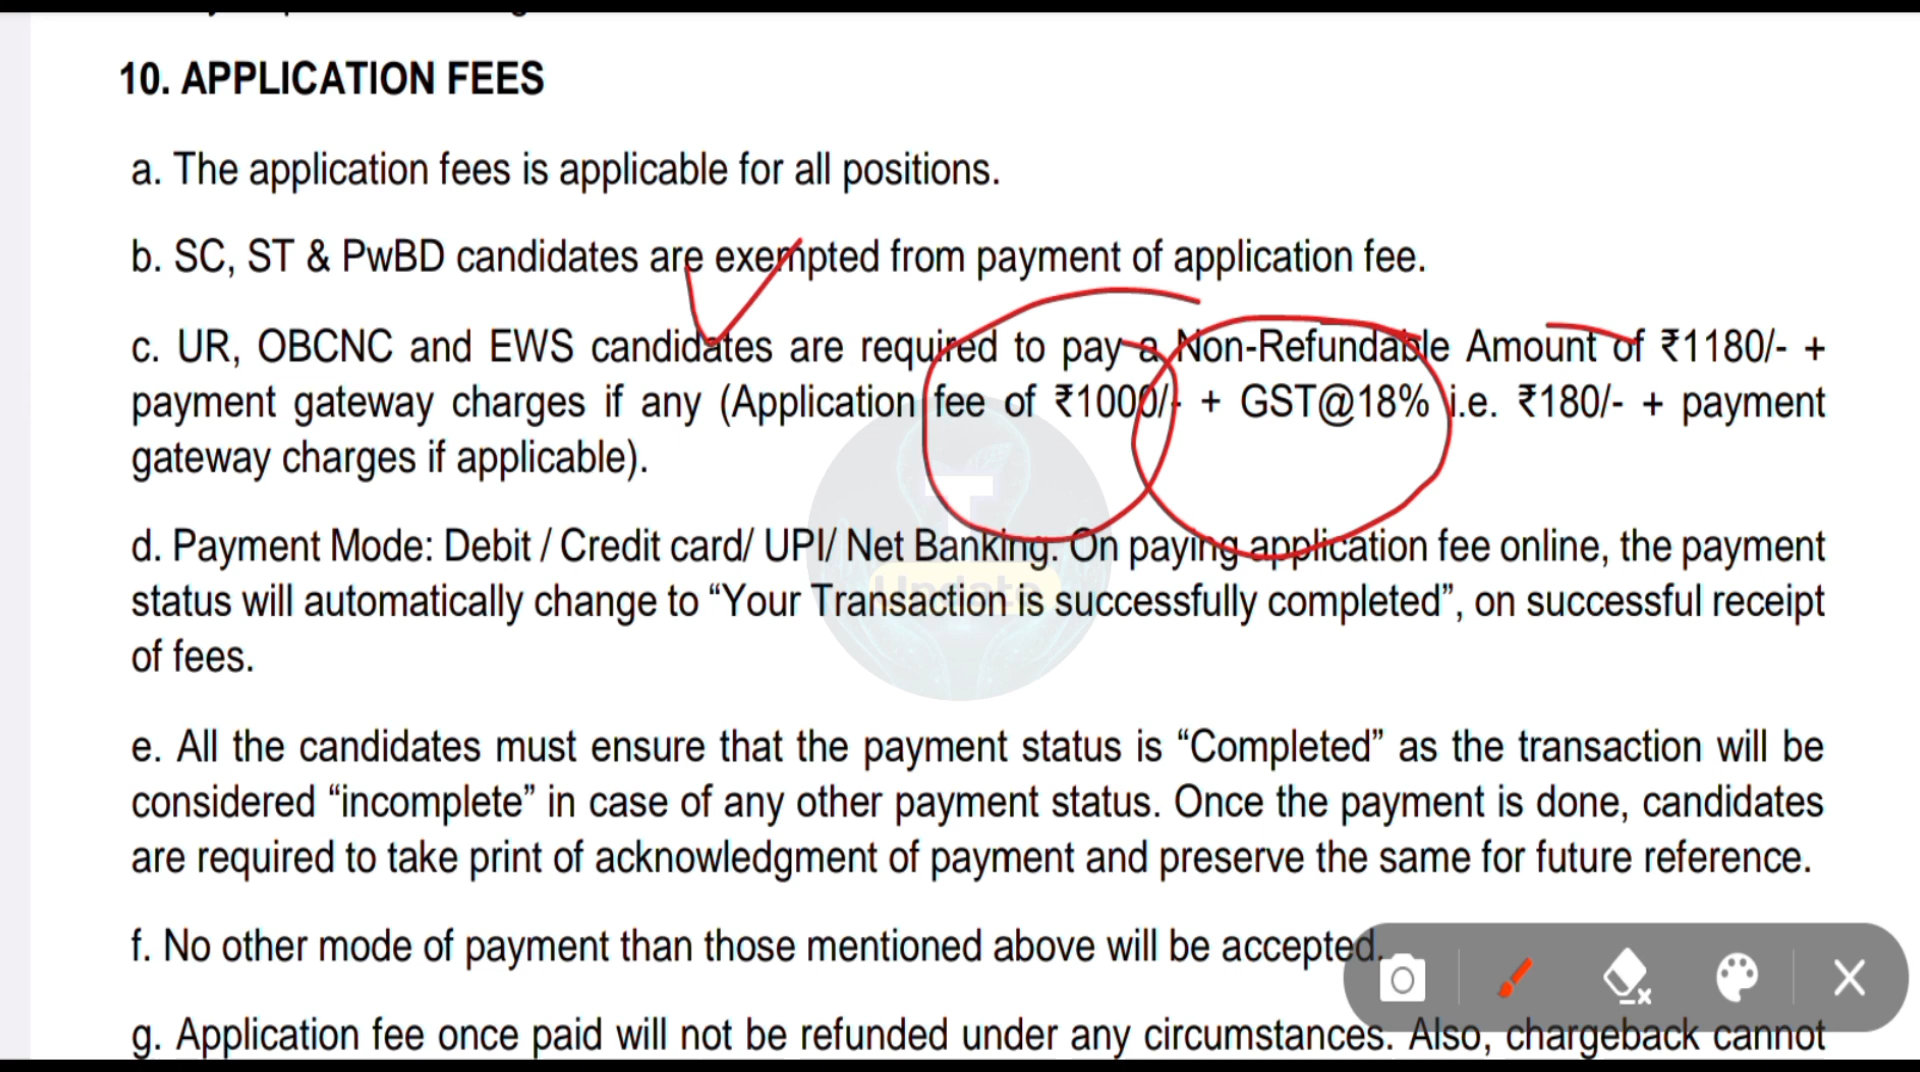 10. APPLICATION FEES
a. The application fees is applicable for all positions.
b. SC, ST & PwBD candidates are exempted from payment of application fee.
c. UR, OBCNC and EWS candidates are required to pay a Non-Refundable Amount of ₹1180/- +
payment gateway charges if any (Application fee of ₹1000/- + GST@18% i.e. ₹180/- + payment
gateway charges if applicable).
d. Payment Mode: Debit / Credit card/ UPI/ Net Banking. On paying application fee online, the payment
status will automatically change to “Your Transaction is successfully completed”, on successful receipt
of fees.
Update
e. All the candidates must ensure that the payment status is “Completed” as the transaction will be
considered “incomplete” in case of any other payment status. Once the payment is done, candidates
are required to take print of acknowledgment of payment and preserve the same for future reference.
f. No other mode of payment than those mentioned above will be accepted.
g. Application fee once paid will not be refunded under any circumstances. Also, chargeback cannot